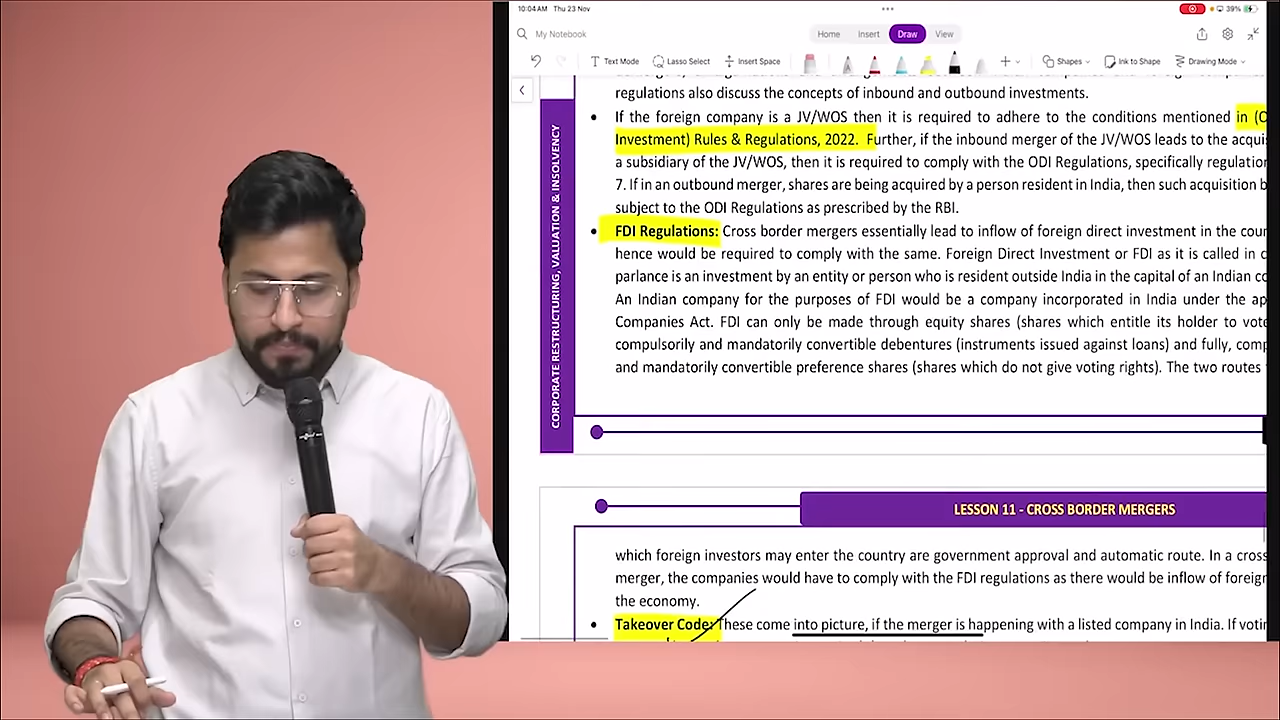 10:04 AM Thu 23 Nov
39%
My Notebook
Home Insert Draw View
Text Mode Lasso Select Insert Space Shapes Ink to Shape Drawing Mode
regulations also discuss the concepts of inbound and outbound investments.
If the foreign company is a JV/WOS then it is required to adhere to the conditions mentioned in (O
Investment) Rules & Regulations, 2022. Further, if the inbound merger of the JV/WOS leads to the acqui
a subsidiary of the JV/WOS, then it is required to comply with the ODI Regulations, specifically regulatio
7. If in an outbound merger, shares are being acquired by a person resident in India, then such acquisition b
subject to the ODI Regulations as prescribed by the RBI.
FDI Regulations: Cross border mergers essentially lead to inflow of foreign direct investment in the cou
hence would be required to comply with the same. Foreign Direct Investment or FDI as it is called in c
parlance is an investment by an entity or person who is resident outside India in the capital of an Indian co
An Indian company for the purposes of FDI would be a company incorporated in India under the ap
Companies Act. FDI can only be made through equity shares (shares which entitle its holder to vote
compulsorily and mandatorily convertible debentures (instruments issued against loans) and fully, comp
and mandatorily convertible preference shares (shares which do not give voting rights). The two routes
CORPORATE RESTRUCTURING, VALUATION & INSOLVENCY
LESSON 11 - CROSS BORDER MERGERS
which foreign investors may enter the country are government approval and automatic route. In a cross
merger, the companies would have to comply with the FDI regulations as there would be inflow of foreign
the economy.
Takeover Code: These come into picture, if the merger is happening with a listed company in India. If voti